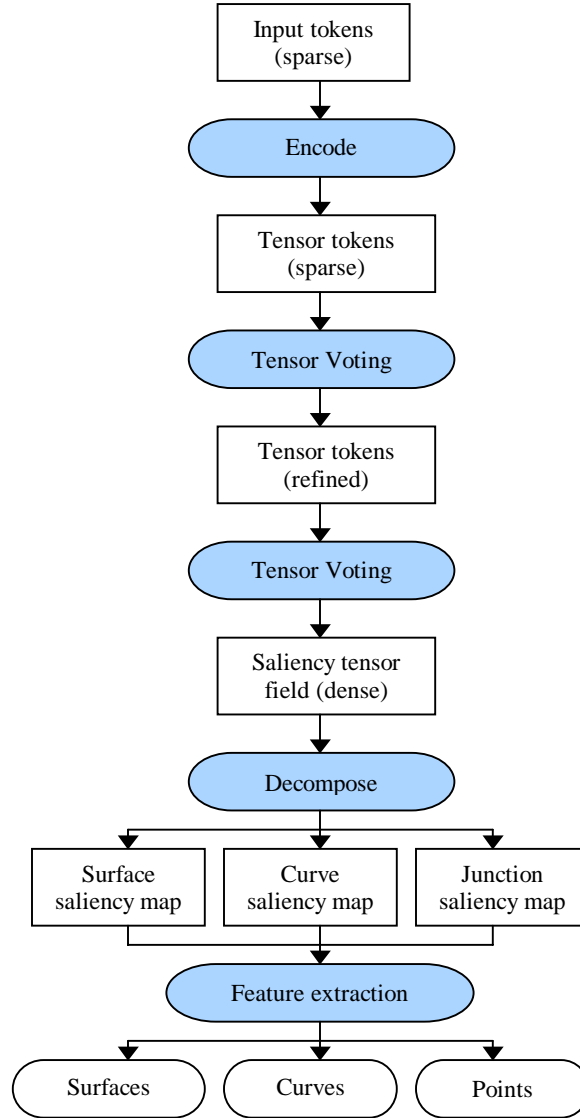 Input tokens
(sparse)
Encode
Tensor tokens
(sparse)
Tensor Voting
Tensor tokens
(refined)
Tensor Voting
Saliency tensor
field (dense)
Decompose
Surface
saliency map
Curve
saliency map
Junction
saliency map
Feature extraction
Surfaces
Curves
Points